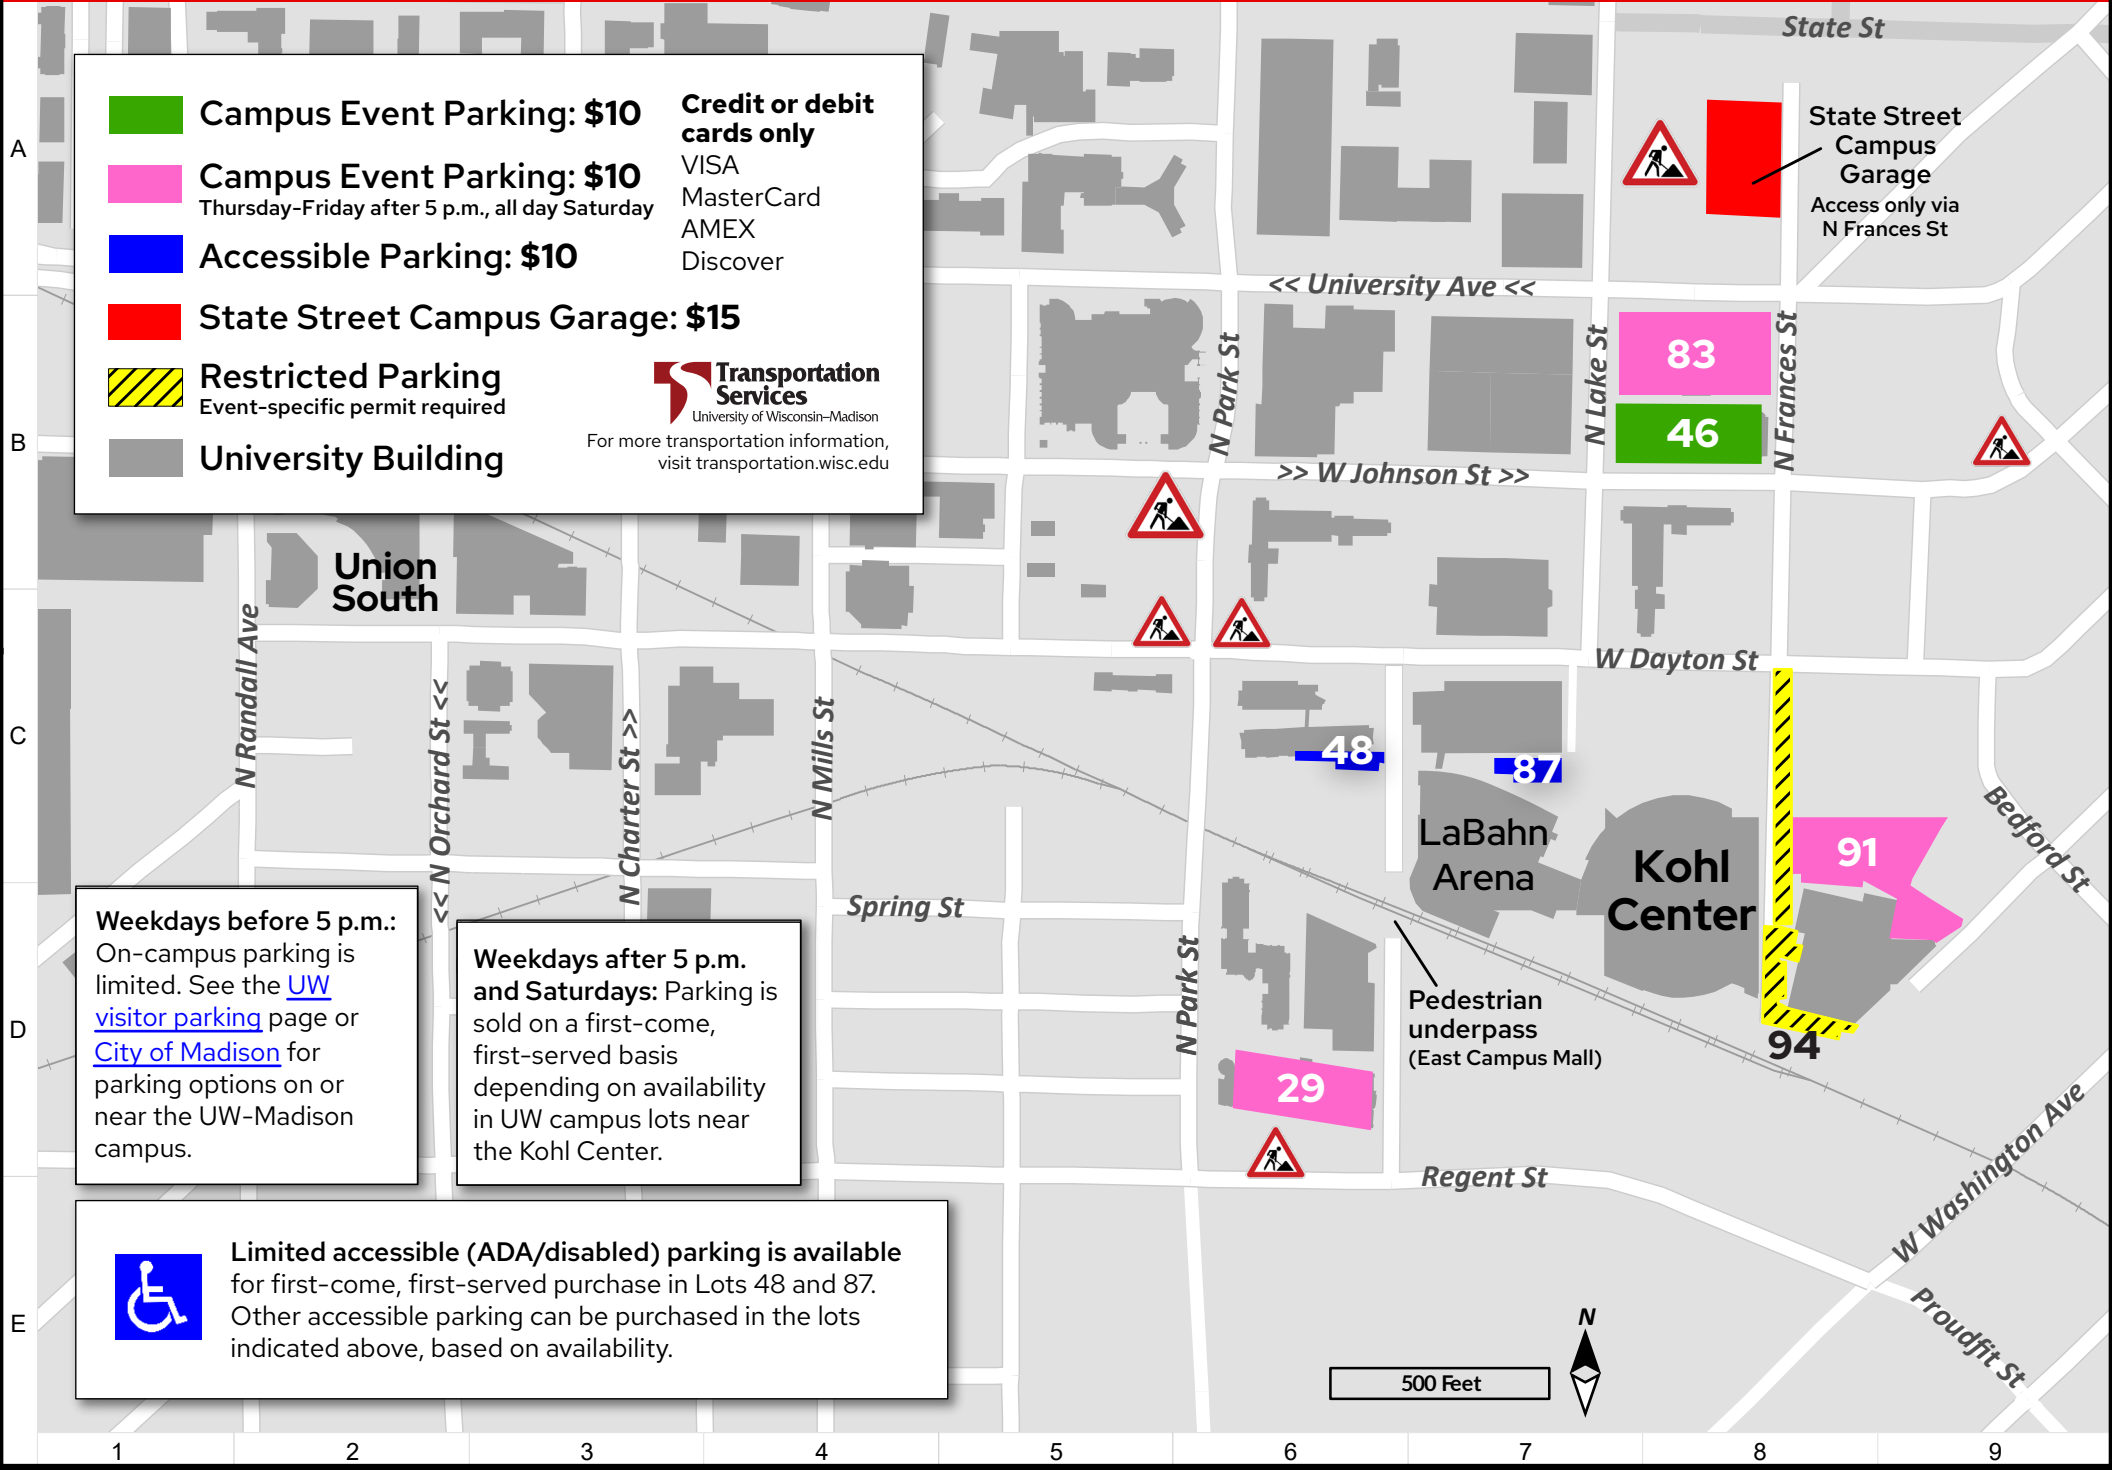 State St
A
Campus Event Parking: $10
Campus Event Parking: $10
Thursday-Friday after 5 p.m., all day Saturday
Accessible Parking: $10
State Street Campus Garage: $15
Restricted Parking
Event-specific permit required
University Building
Credit or debit
cards only
VISA
MasterCard
AMEX
Discover
Transportation
Services
University of Wisconsin–Madison
For more transportation information,
visit transportation.wisc.edu
State Street
Campus
Garage
Access only via
N Frances St
<< University Ave <<
N Park St
N Lake St
N Frances St
83
46
B
>> W Johnson St >>
Union
South
W Dayton St
N Randall Ave
<< N Orchard St <<
N Charter St >>
N Mills St
C
48
87
LaBahn
Arena
Kohl
Center
91
Bedford St
Spring St
N Park St
Pedestrian
underpass
(East Campus Mall)
94
D
29
Regent St
W Washington Ave
Proudfit St
Weekdays before 5 p.m.:
On-campus parking is
limited. See the UW
visitor parking page or
City of Madison for
parking options on or
near the UW-Madison
campus.
Weekdays after 5 p.m.
and Saturdays: Parking is
sold on a first-come,
first-served basis
depending on availability
in UW campus lots near
the Kohl Center.
E
Limited accessible (ADA/disabled) parking is available
for first-come, first-served purchase in Lots 48 and 87.
Other accessible parking can be purchased in the lots
indicated above, based on availability.
N
500 Feet
1 2 3 4 5 6 7 8 9